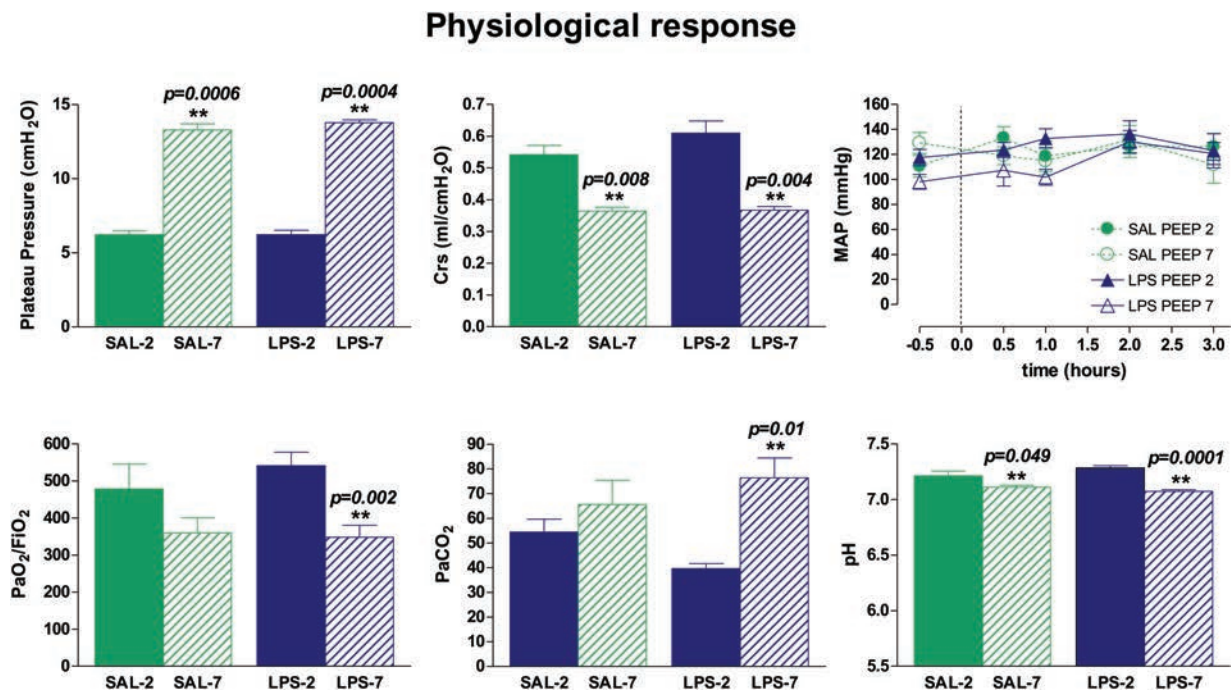 Physiological response
Plateau Pressure (cmH₂O)
15
10
5
0
p=0.0006
**
p=0.0004
**
SAL-2 SAL-7 LPS-2 LPS-7
Crs (ml/cmH₂O)
0.7
0.6
0.5
0.4
0.3
0.2
0.1
0.0
p=0.008
**
p=0.004
**
SAL-2 SAL-7 LPS-2 LPS-7
MAP (mmHg)
160
140
120
100
80
60
40
20
0
SAL PEEP 2
SAL PEEP 7
LPS PEEP 2
LPS PEEP 7
-0.5 0.0 0.5 1.0 2.0 3.0
time (hours)
PaO₂/FiO₂
600
500
400
300
200
100
0
p=0.002
**
SAL-2 SAL-7 LPS-2 LPS-7
PaCO₂
90
80
70
60
50
40
30
20
10
0
p=0.01
**
SAL-2 SAL-7 LPS-2 LPS-7
pH
7.5
7.0
6.5
6.0
5.5
p=0.049
**
p=0.0001
**
SAL-2 SAL-7 LPS-2 LPS-7